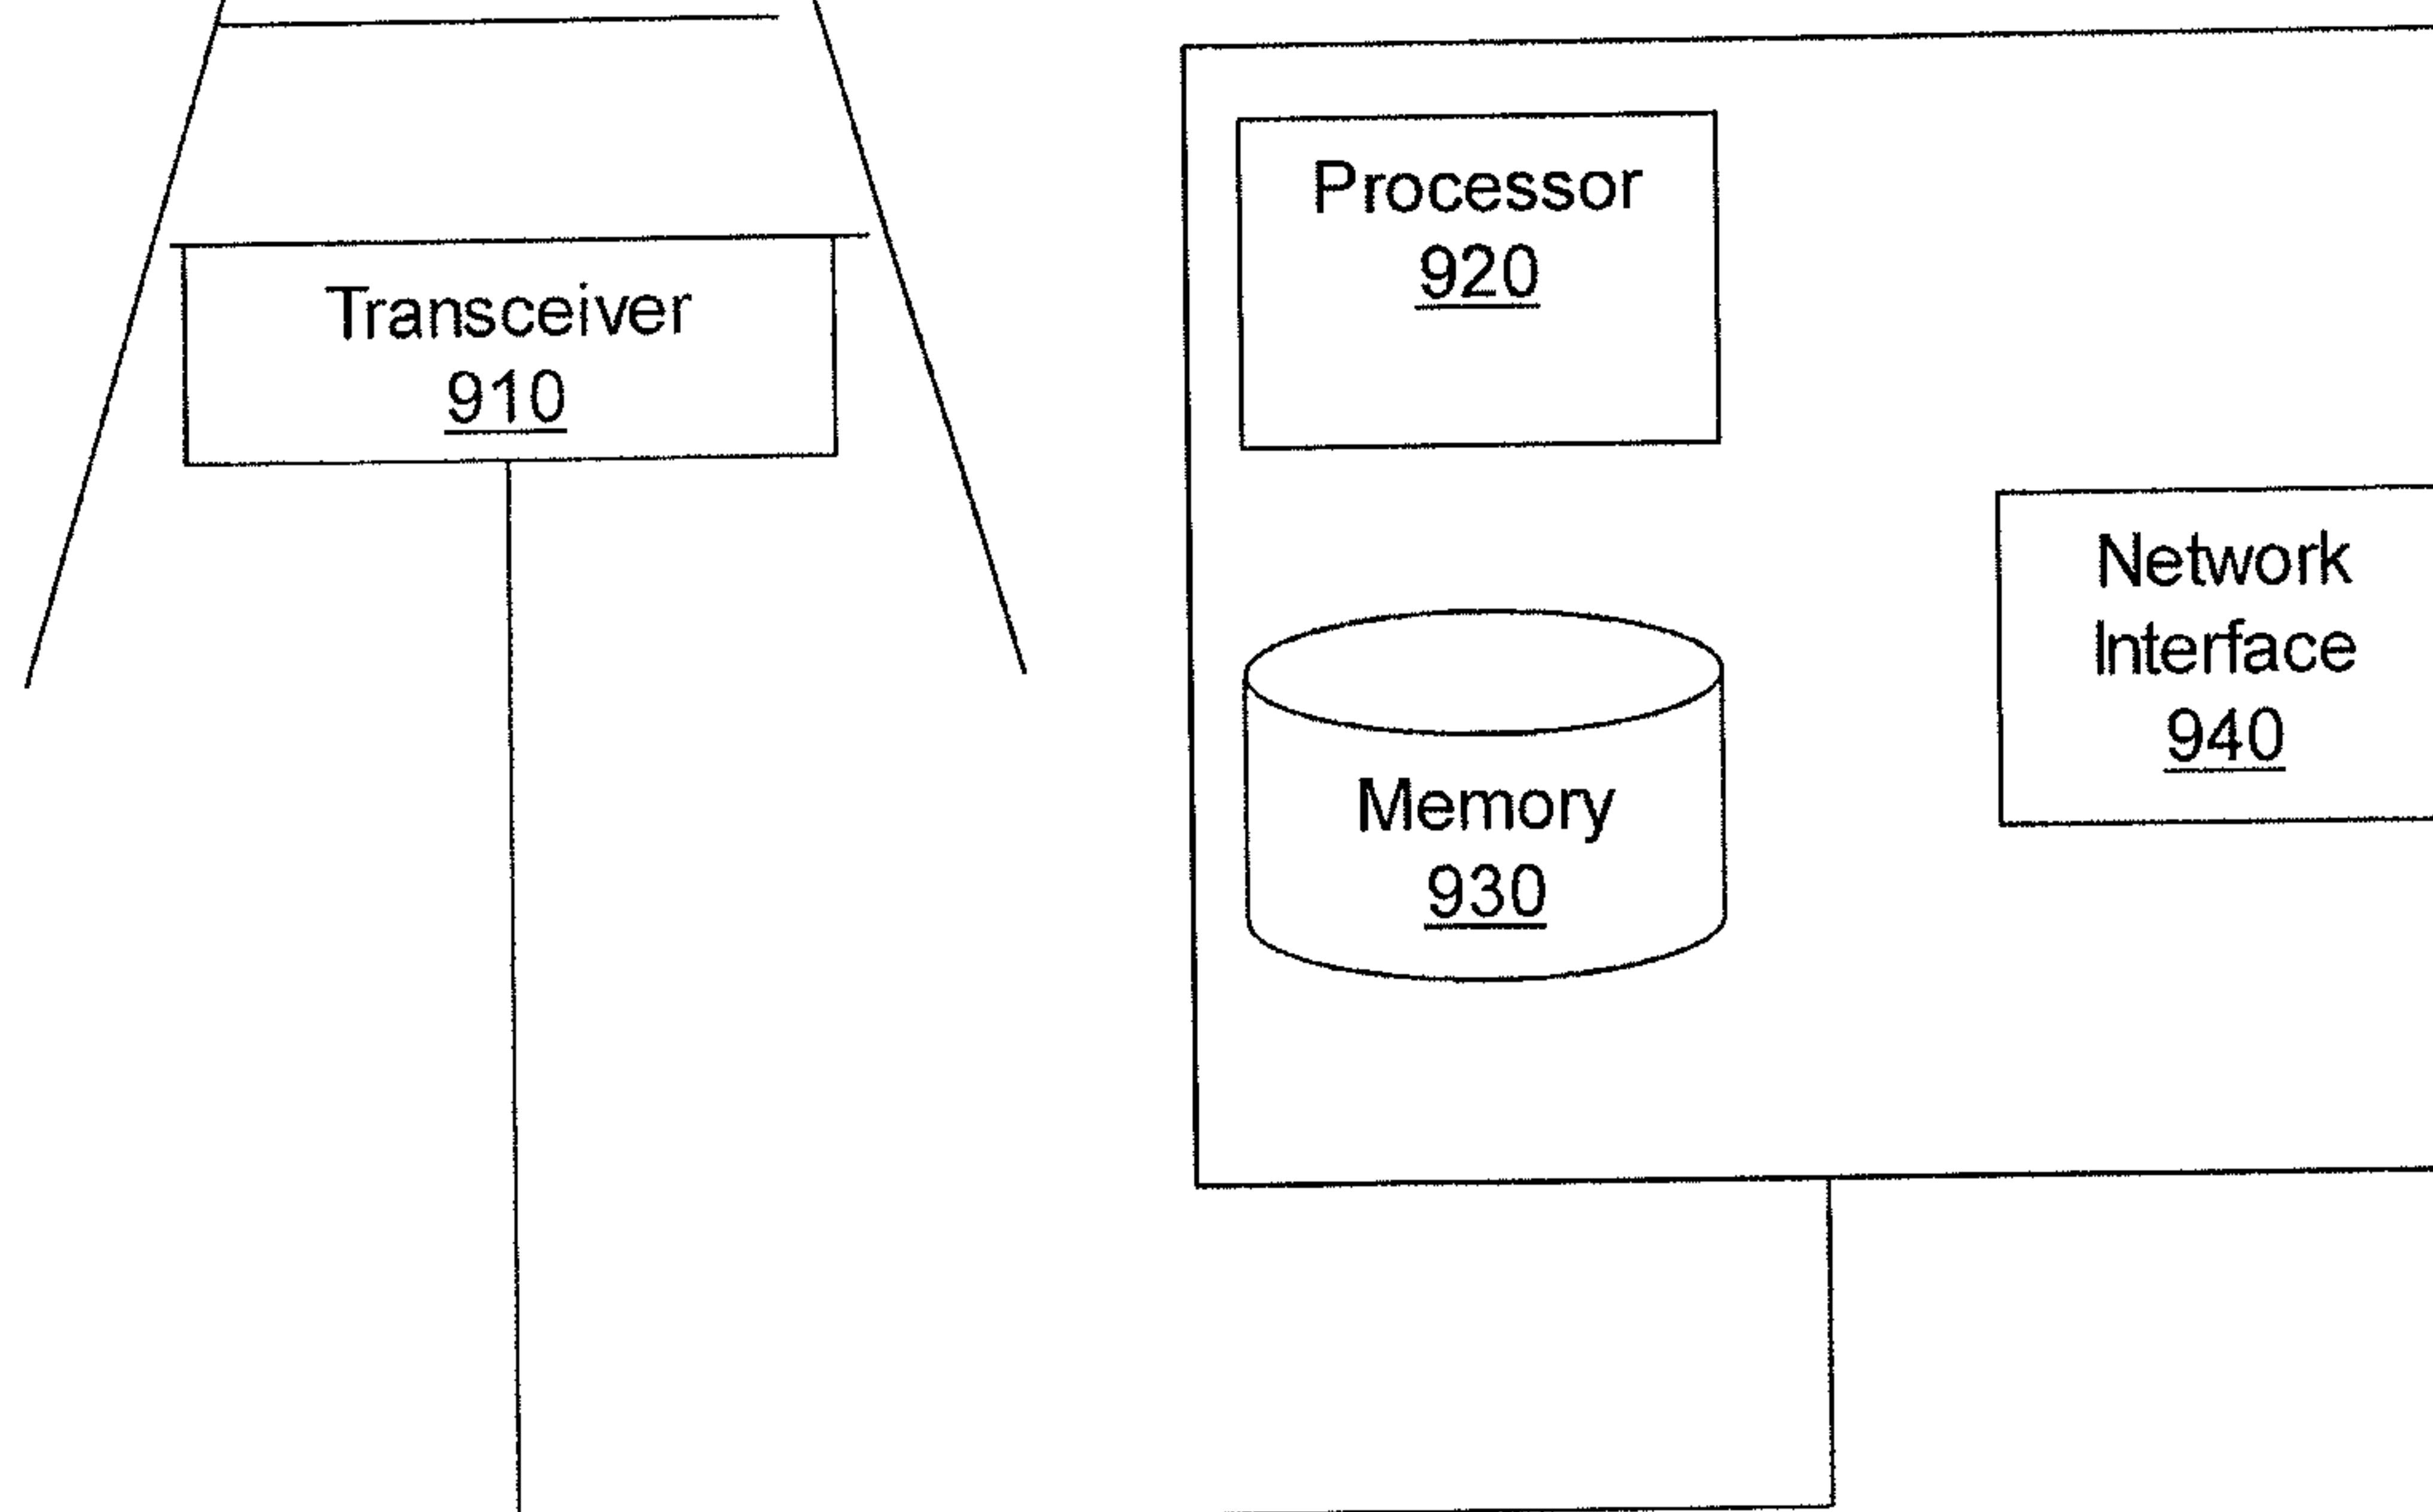 Transceiver
910
Processor
920
Memory
930
Network
Interface
940